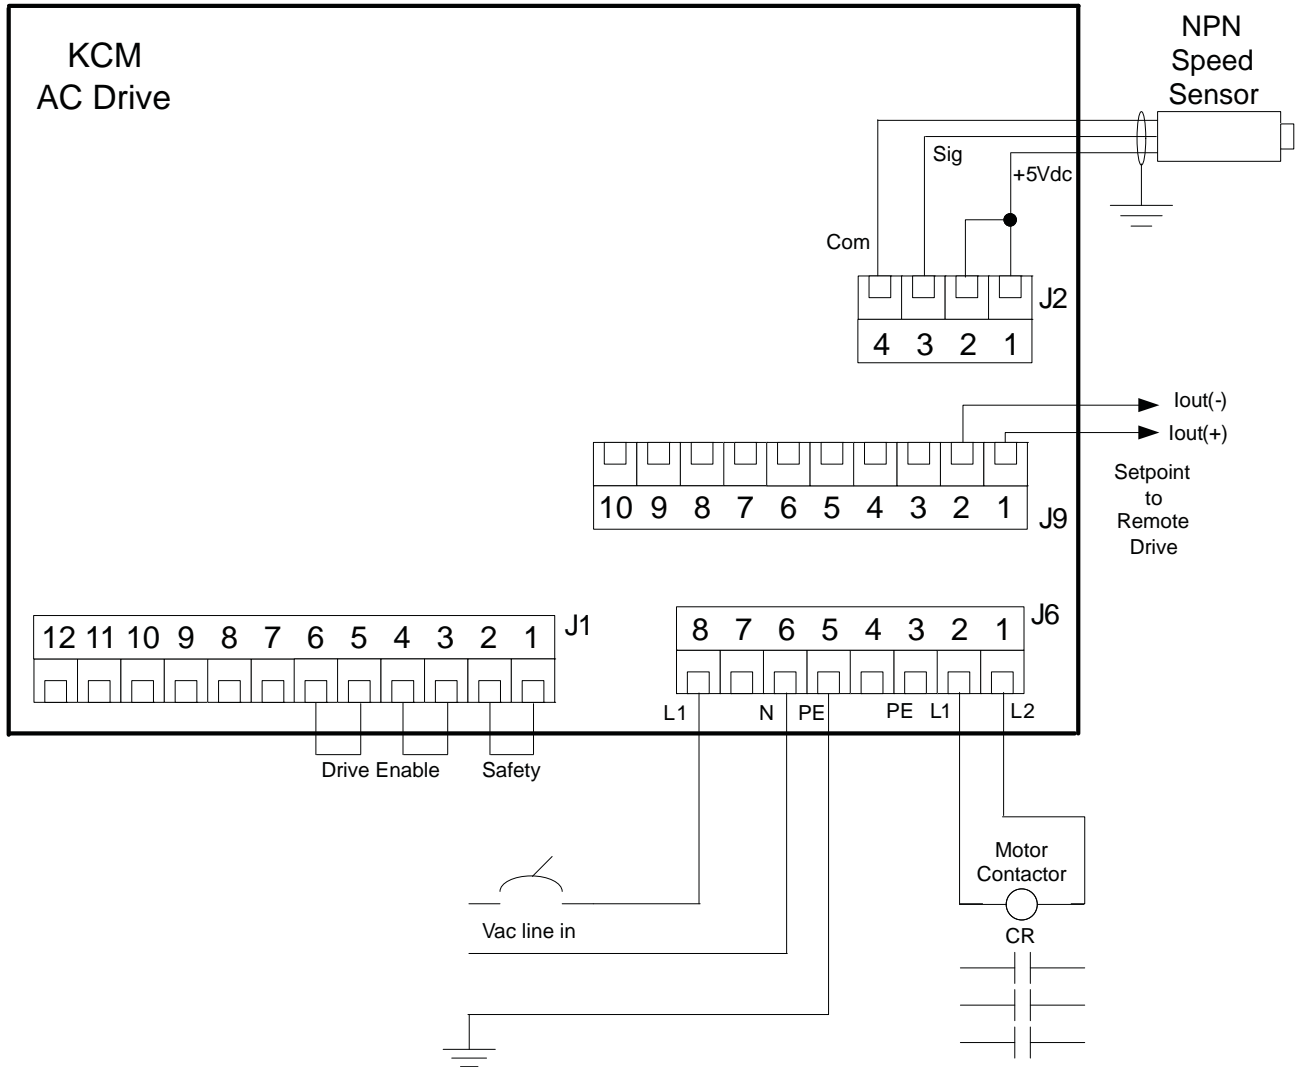 KCM
AC Drive
NPN
Speed
Sensor
Sig
+5Vdc
Com
J2
4 3 2 1
Iout(-)
Iout(+)
Setpoint
to
Remote
Drive
10 9 8 7 6 5 4 3 2 1
J9
12 11 10 9 8 7 6 5 4 3 2 1
J1
8 7 6 5 4 3 2 1
J6
L1 N PE PE L1 L2
Drive Enable Safety
Motor
Contactor
Vac line in
CR